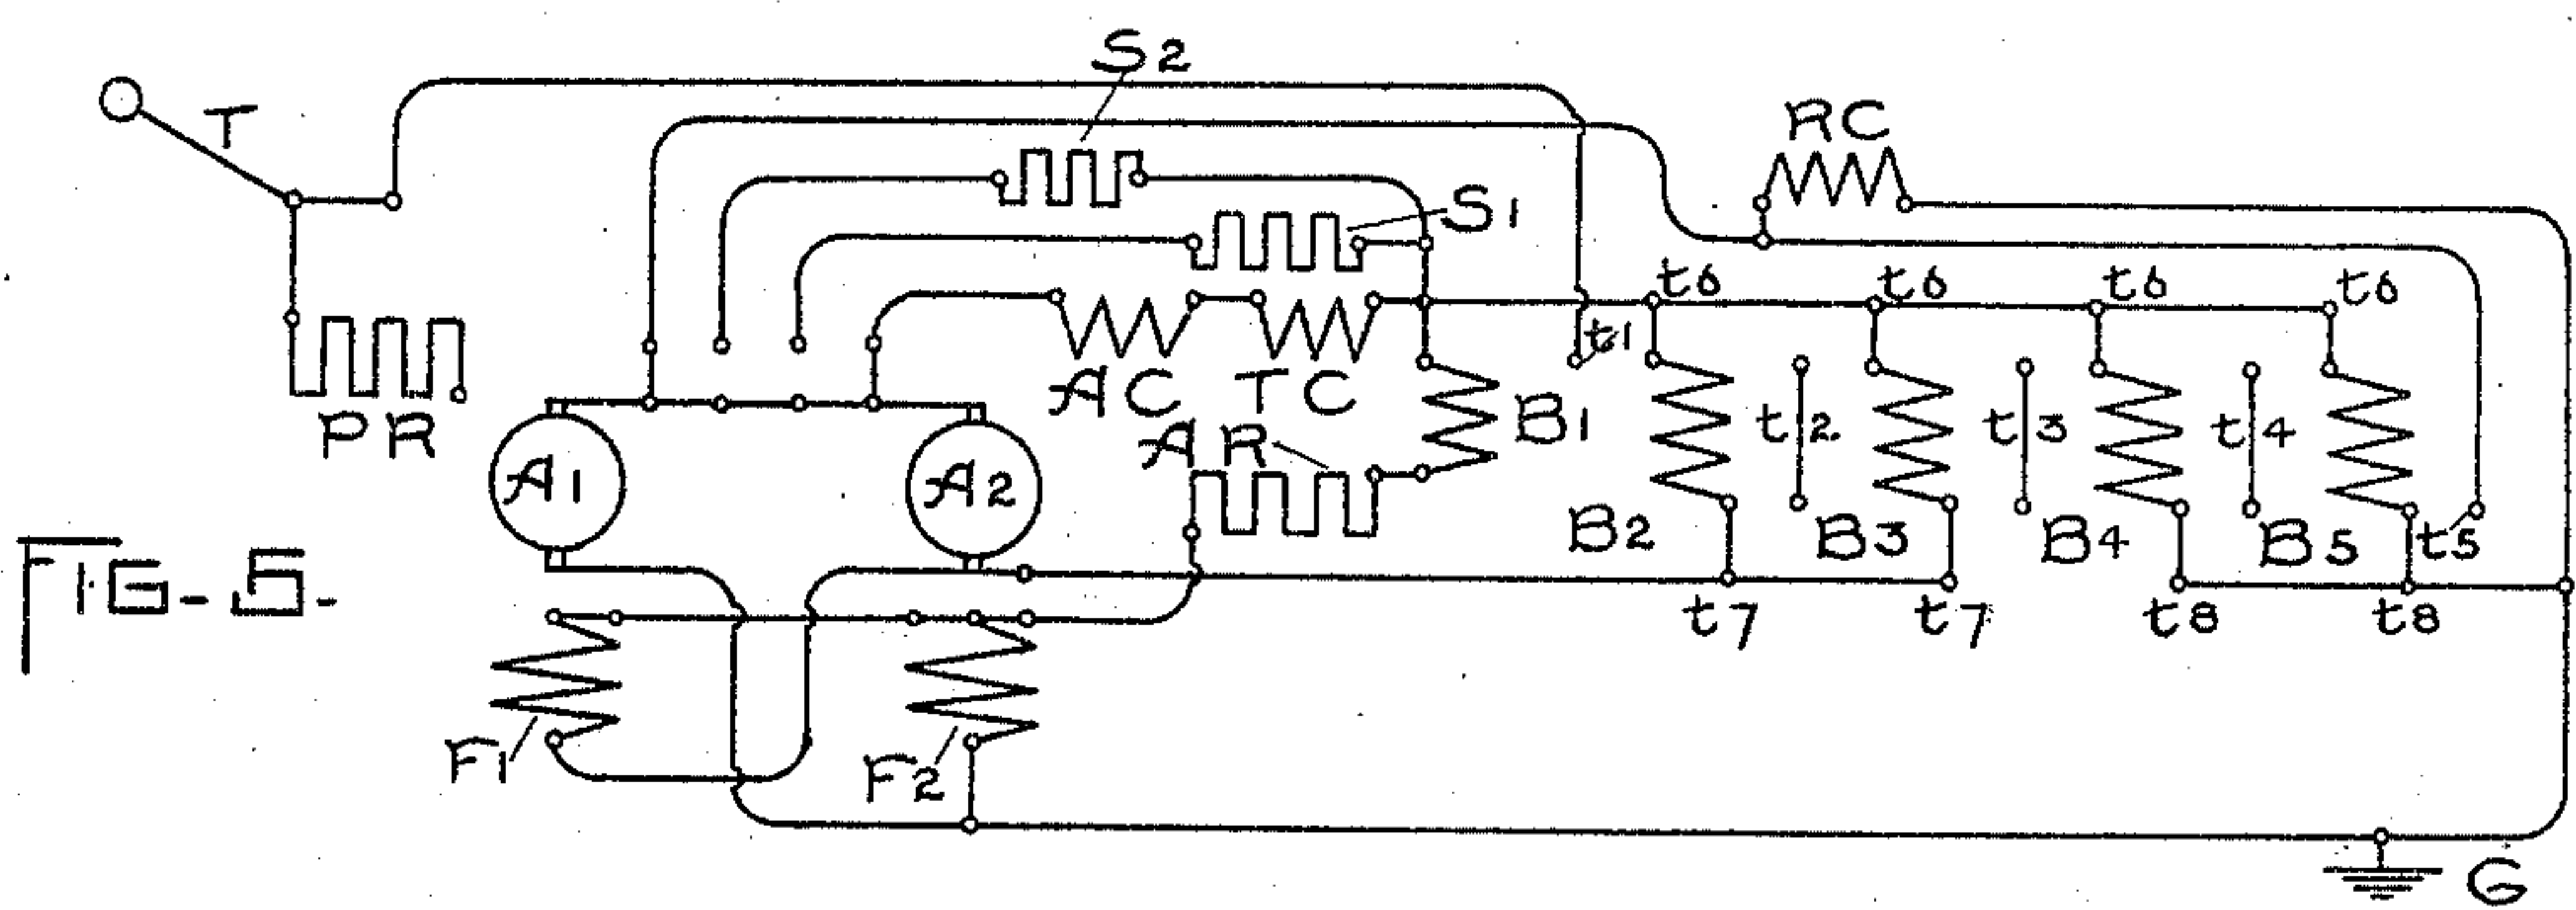 S2
T
RC
S1
t6 t6 t6 t6
t1
AC TC
PR
B1
t2 t3 t4
AR
A1 A2
B2 B3 B4 B5 t5
FIG-5.
t7 t7 t8 t8
F1 F2
G